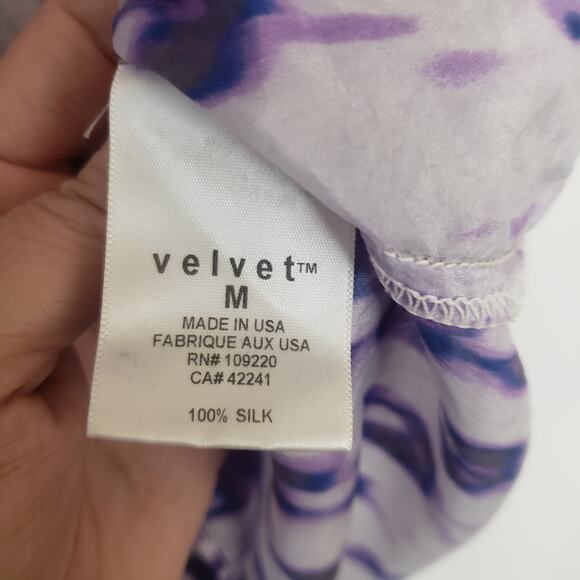 velvet™
M
MADE IN USA
FABRIQUE AUX USA
RN# 109220
CA# 42241
100% SILK